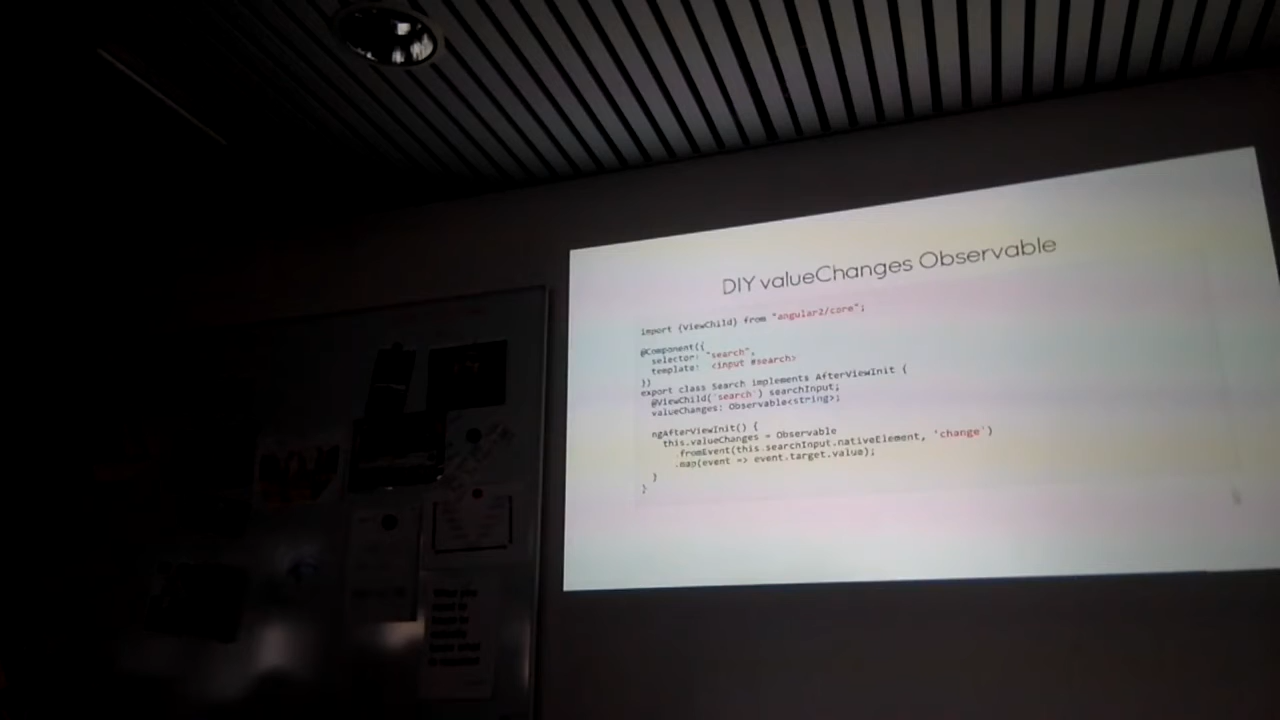 DIY valueChanges Observable
import {ViewChild} from "angular2/core";
@Component({
selector: "search",
template: <input #search>
})
export class Search implements AfterViewInit {
@ViewChild('search') searchInput;
valueChanges: Observable<string>;
ngAfterViewInit() {
this.valueChanges = Observable
.fromEvent(this.searchInput.nativeElement, 'change')
.map(event => event.target.value);
}
}